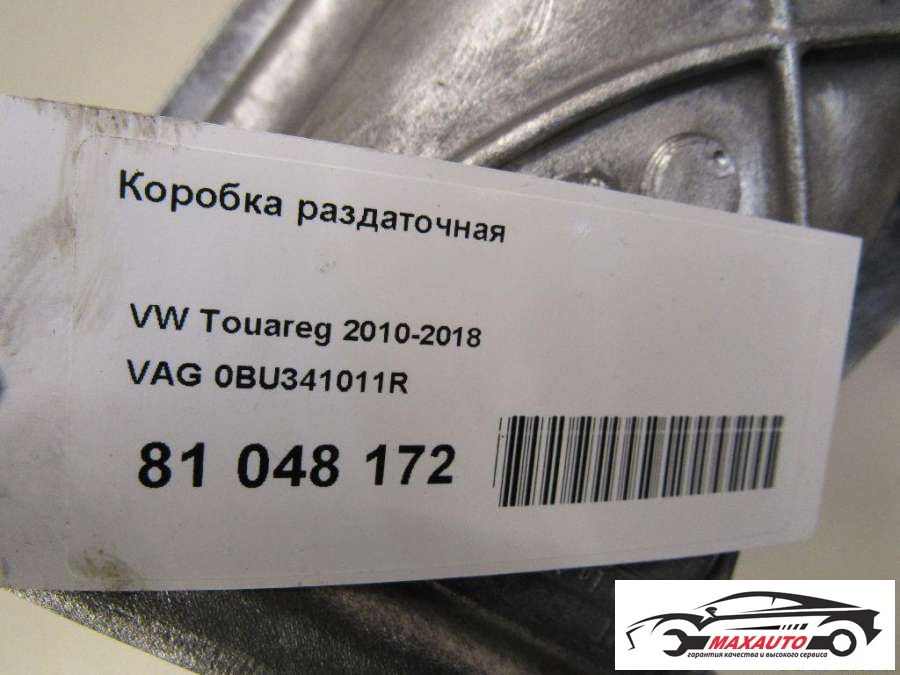 Коробка раздаточная
VW Touareg 2010-2018
VAG 0BU341011R
81 048 172
MAXAUTO
гарантия качества и высокого сервиса